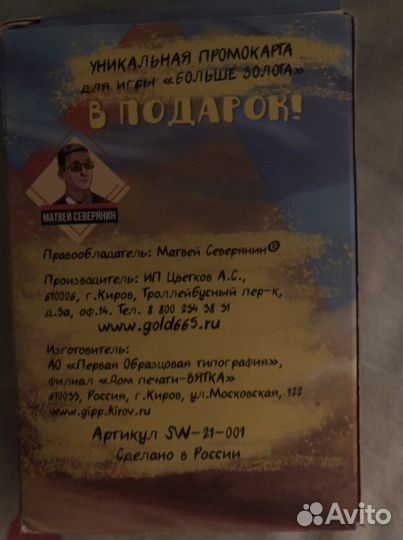 УНИКАЛЬНАЯ ПРОМОКАРТА
ДЛЯ ИГРЫ «БОЛЬШЕ ЗОЛОТА»
В ПОДАРОК!
МАТВЕЙ СЕВЕРЯНИН
Правообладатель: Матвей Северянин©
Производитель: ИП Цветков А.С.,
610006, г.Киров, Троллейбусный пер-к,
д.3а, оф.14. Тел. 8 800 234 38 31
www.gold665.ru
Изготовитель:
АО «Первая Образцовая типография»,
филиал «Дом печати-ВЯТКА»
610033, Россия, г.Киров, ул.Московская, 122
www.gipp.kirov.ru
Артикул SW-21-001
Сделано в России
Avito